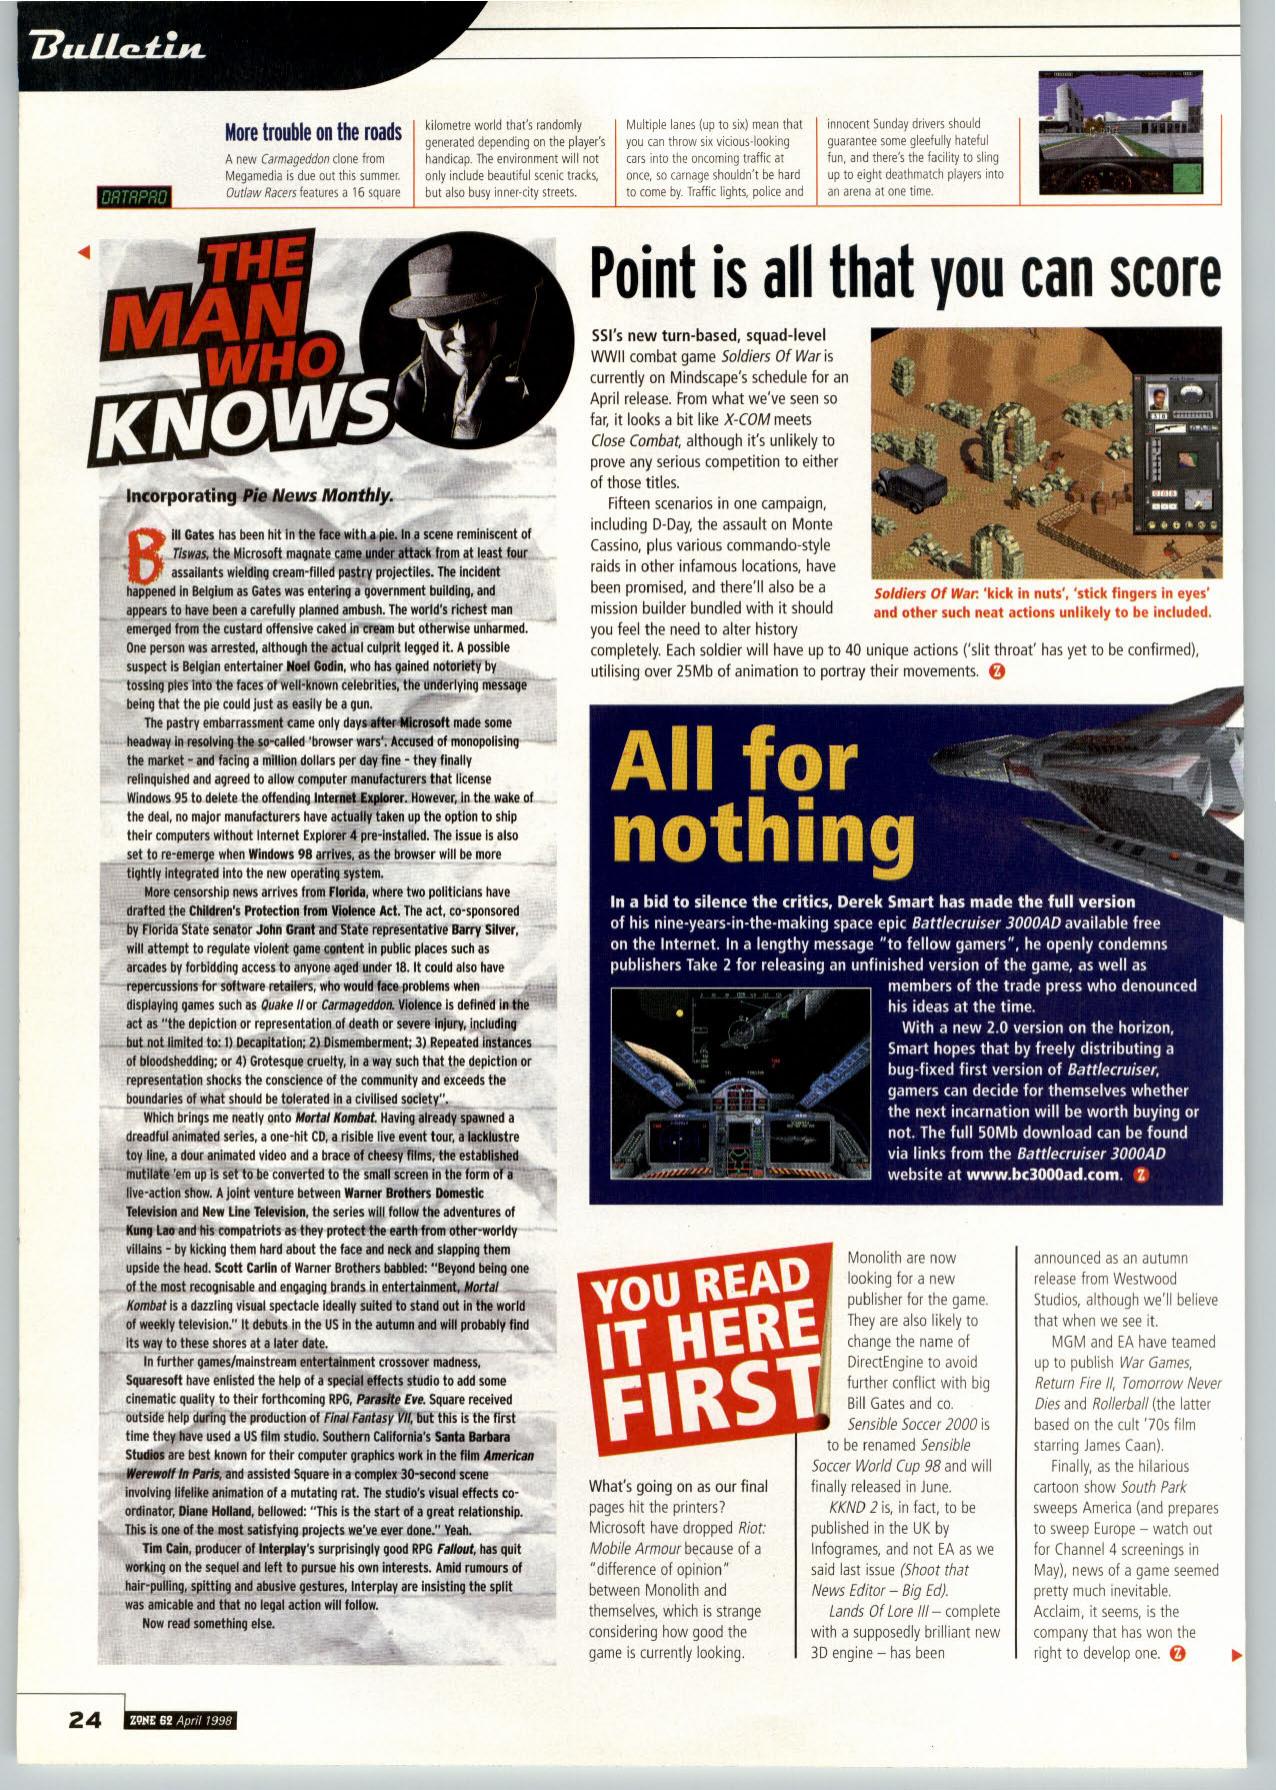 Bulletin
DATAPAD
More trouble on the roads
A new Carmageddon clone from
Megamedia is due out this summer.
Outlaw Racers features a 16 square
kilometre world that's randomly
generated depending on the player's
handicap. The environment will not
only include beautiful scenic tracks,
but also busy inner-city streets.
Multiple lanes (up to six) mean that
you can throw six vicious-looking
cars into the oncoming traffic at
once, so carnage shouldn't be hard
to come by. Traffic lights, police and
innocent Sunday drivers should
guarantee some gleefully hateful
fun, and there's the facility to sling
up to eight deathmatch players into
an arena at one time.
THE
MAN
WHO
KNOWS
Incorporating Pie News Monthly.
Bill Gates has been hit in the face with a pie. In a scene reminiscent of
Tiswas, the Microsoft magnate came under attack from at least four
assailants wielding cream-filled pastry projectiles. The incident
happened in Belgium as Gates was entering a government building, and
appears to have been a carefully planned ambush. The world's richest man
emerged from the custard offensive caked in cream but otherwise unharmed.
One person was arrested, although the actual culprit legged it. A possible
suspect is Belgian entertainer Noel Godin, who has gained notoriety by
tossing pies into the faces of well-known celebrities, the underlying message
being that the pie could just as easily be a gun.
The pastry embarrassment came only days after Microsoft made some
headway in resolving the so-called 'browser wars'. Accused of monopolising
the market - and facing a million dollars per day fine - they finally
relinquished and agreed to allow computer manufacturers that license
Windows 95 to delete the offending Internet Explorer. However, in the wake of
the deal, no major manufacturers have actually taken up the option to ship
their computers without Internet Explorer 4 pre-installed. The issue is also
set to re-emerge when Windows 98 arrives, as the browser will be more
tightly integrated into the new operating system.
More censorship news arrives from Florida, where two politicians have
drafted the Children's Protection from Violence Act. The act, co-sponsored
by Florida State senator John Grant and State representative Barry Silver,
will attempt to regulate violent game content in public places such as
arcades by forbidding access to anyone aged under 18. It could also have
repercussions for software retailers, who would face problems when
displaying games such as Quake II or Carmageddon. Violence is defined in the
act as "the depiction or representation of death or severe injury, including
but not limited to: 1) Decapitation; 2) Dismemberment; 3) Repeated instances
of bloodshedding; or 4) Grotesque cruelty, in a way such that the depiction or
representation shocks the conscience of the community and exceeds the
boundaries of what should be tolerated in a civilised society".
Which brings me neatly onto Mortal Kombat. Having already spawned a
dreadful animated series, a one-hit CD, a risible live event tour, a lacklustre
toy line, a dour animated video and a brace of cheesy films, the established
mutilate 'em up is set to be converted to the small screen in the form of a
live-action show. A joint venture between Warner Brothers Domestic
Television and New Line Television, the series will follow the adventures of
Kung Lao and his compatriots as they protect the earth from other-worldy
villains - by kicking them hard about the face and neck and slapping them
upside the head. Scott Carlin of Warner Brothers babbled: "Beyond being one
of the most recognisable and engaging brands in entertainment, Mortal
Kombat is a dazzling visual spectacle ideally suited to stand out in the world
of weekly television." It debuts in the US in the autumn and will probably find
its way to these shores at a later date.
In further games/mainstream entertainment crossover madness,
Squaresoft have enlisted the help of a special effects studio to add some
cinematic quality to their forthcoming RPG, Parasite Eve. Square received
outside help during the production of Final Fantasy VII, but this is the first
time they have used a US film studio. Southern California's Santa Barbara
Studios are best known for their computer graphics work in the film American
Werewolf In Paris, and assisted Square in a complex 30-second scene
involving lifelike animation of a mutating rat. The studio's visual effects co-
ordinator, Diane Holland, bellowed: "This is the start of a great relationship.
This is one of the most satisfying projects we've ever done." Yeah.
Tim Cain, producer of Interplay's surprisingly good RPG Fallout, has quit
working on the sequel and left to pursue his own interests. Amid rumours of
hair-pulling, spitting and abusive gestures, Interplay are insisting the split
was amicable and that no legal action will follow.
Now read something else.
Point is all that you can score
SSI's new turn-based, squad-level
WWII combat game Soldiers Of War is
currently on Mindscape's schedule for an
April release. From what we've seen so
far, it looks a bit like X-COM meets
Close Combat, although it's unlikely to
prove any serious competition to either
of those titles.
Fifteen scenarios in one campaign,
including D-Day, the assault on Monte
Cassino, plus various commando-style
raids in other infamous locations, have
been promised, and there'll also be a
mission builder bundled with it should
you feel the need to alter history
completely. Each soldier will have up to 40 unique actions ('slit throat' has yet to be confirmed),
utilising over 25Mb of animation to portray their movements. Z
Soldiers Of War: 'kick in nuts', 'stick fingers in eyes'
and other such neat actions unlikely to be included.
All for
nothing
In a bid to silence the critics, Derek Smart has made the full version
of his nine-years-in-the-making space epic Battlecruiser 3000AD available free
on the Internet. In a lengthy message "to fellow gamers", he openly condemns
publishers Take 2 for releasing an unfinished version of the game, as well as
members of the trade press who denounced
his ideas at the time.
With a new 2.0 version on the horizon,
Smart hopes that by freely distributing a
bug-fixed first version of Battlecruiser,
gamers can decide for themselves whether
the next incarnation will be worth buying or
not. The full 50Mb download can be found
via links from the Battlecruiser 3000AD
website at www.bc3000ad.com. Z
YOU READ
IT HERE
FIRST
What's going on as our final
pages hit the printers?
Microsoft have dropped Riot:
Mobile Armour because of a
"difference of opinion"
between Monolith and
themselves, which is strange
considering how good the
game is currently looking.
Monolith are now
looking for a new
publisher for the game.
They are also likely to
change the name of
DirectEngine to avoid
further conflict with big
Bill Gates and co.
Sensible Soccer 2000 is
to be renamed Sensible
Soccer World Cup 98 and will
finally released in June.
KKND 2 is, in fact, to be
published in the UK by
Infogrames, and not EA as we
said last issue (Shoot that
News Editor – Big Ed).
Lands Of Lore III – complete
with a supposedly brilliant new
3D engine – has been
announced as an autumn
release from Westwood
Studios, although we'll believe
that when we see it.
MGM and EA have teamed
up to publish War Games,
Return Fire II, Tomorrow Never
Dies and Rollerball (the latter
based on the cult '70s film
starring James Caan).
Finally, as the hilarious
cartoon show South Park
sweeps America (and prepares
to sweep Europe – watch out
for Channel 4 screenings in
May), news of a game seemed
pretty much inevitable.
Acclaim, it seems, is the
company that has won the
right to develop one. Z
24 ZONE 62 April 1998